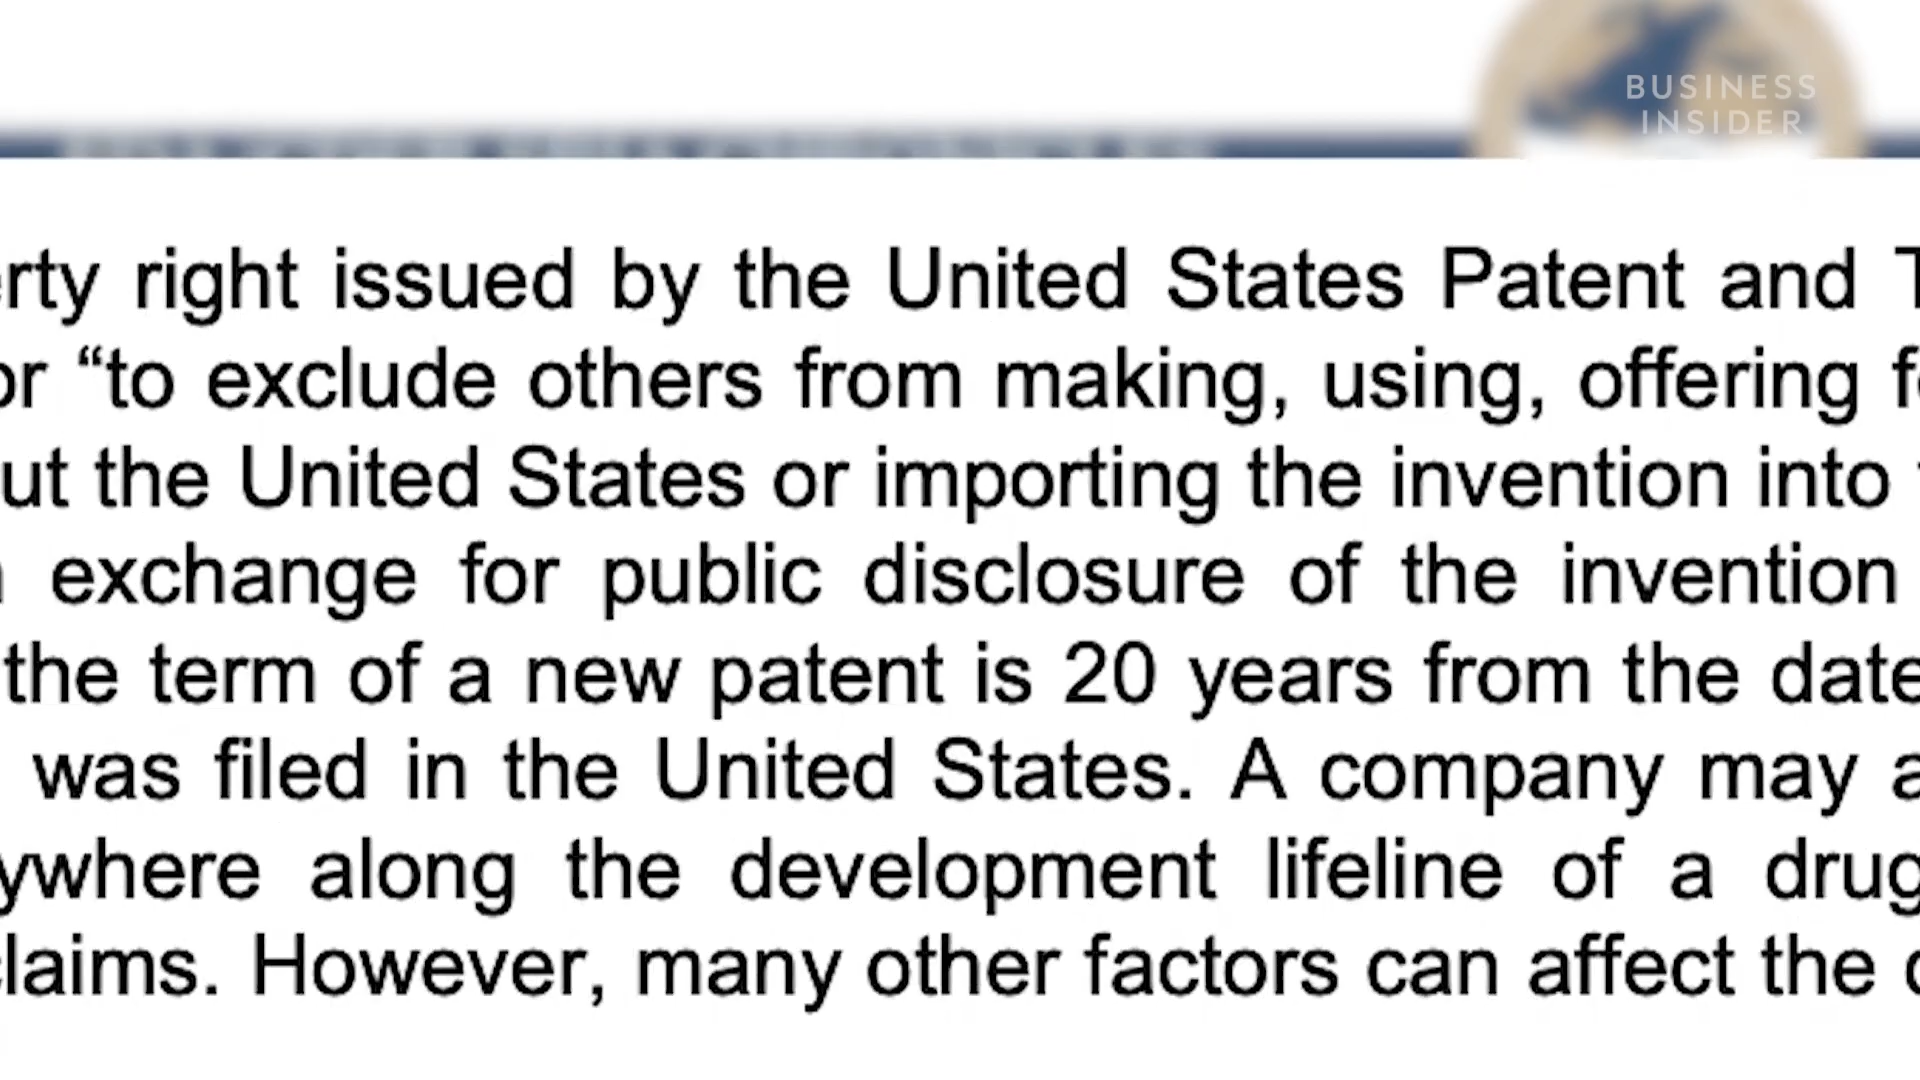 BUSINESS
INSIDER
erty right issued by the United States Patent and T
or “to exclude others from making, using, offering fo
ut the United States or importing the invention into
exchange for public disclosure of the invention
the term of a new patent is 20 years from the date
was filed in the United States. A company may a
ywhere along the development lifeline of a drug
claims. However, many other factors can affect the